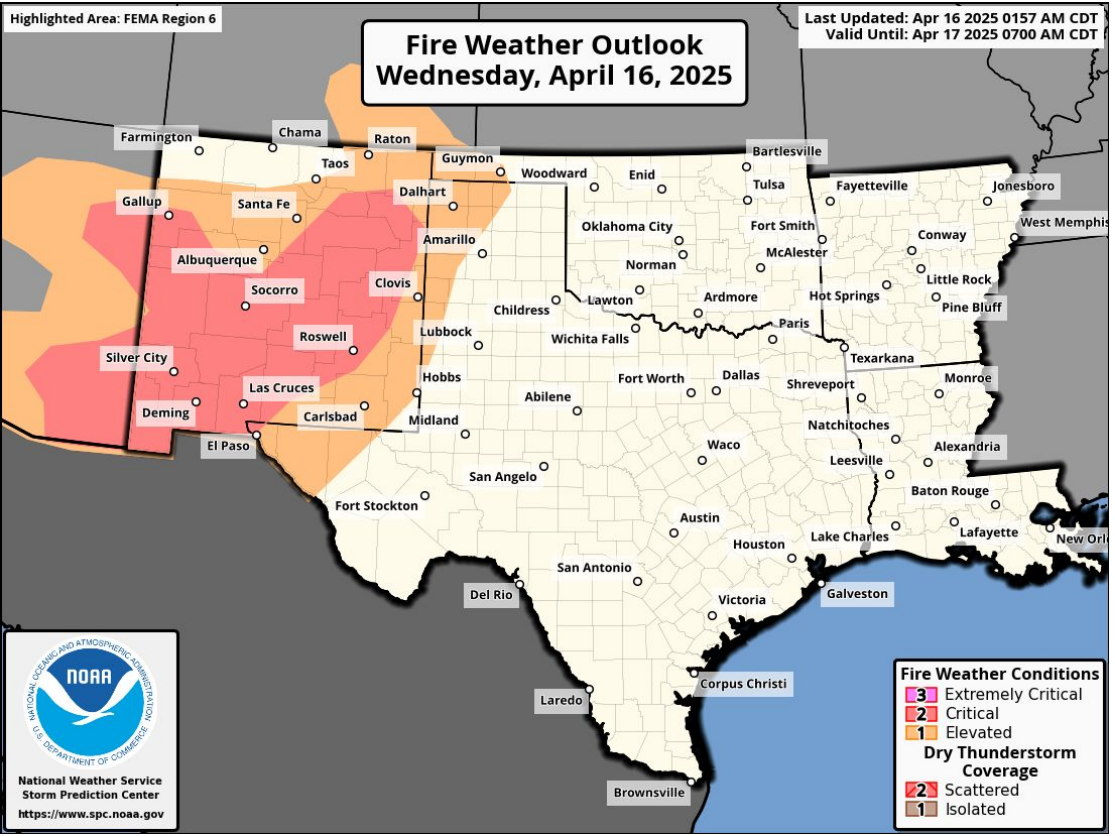 Highlighted Area: FEMA Region 6
Fire Weather Outlook
Wednesday, April 16, 2025
Last Updated: Apr 16 2025 0157 AM CDT
Valid Until: Apr 17 2025 0700 AM CDT
Farmington
Chama
Raton
Taos
Guymon
Woodward
Enid
Bartlesville
Tulsa
Fayetteville
Jonesboro
Gallup
Santa Fe
Dalhart
West Memphis
Oklahoma City
Fort Smith
Conway
Albuquerque
Amarillo
Norman
McAlester
Little Rock
Socorro
Clovis
Childress
Lawton
Ardmore
Hot Springs
Pine Bluff
Roswell
Lubbock
Wichita Falls
Paris
Silver City
Texarkana
Las Cruces
Hobbs
Fort Worth
Dallas
Shreveport
Monroe
Deming
Carlsbad
Abilene
Midland
Natchitoches
El Paso
Waco
Leesville
Alexandria
San Angelo
Baton Rouge
Fort Stockton
Austin
Houston
Lake Charles
Lafayette
New Orl
San Antonio
Del Rio
Victoria
Galveston
Laredo
Corpus Christi
Brownsville
NATIONAL OCEANIC AND ATMOSPHERIC ADMINISTRATION
NOAA
U.S. DEPARTMENT OF COMMERCE
National Weather Service
Storm Prediction Center
https://www.spc.noaa.gov
Fire Weather Conditions
3 Extremely Critical
2 Critical
1 Elevated
Dry Thunderstorm
Coverage
2 Scattered
1 Isolated